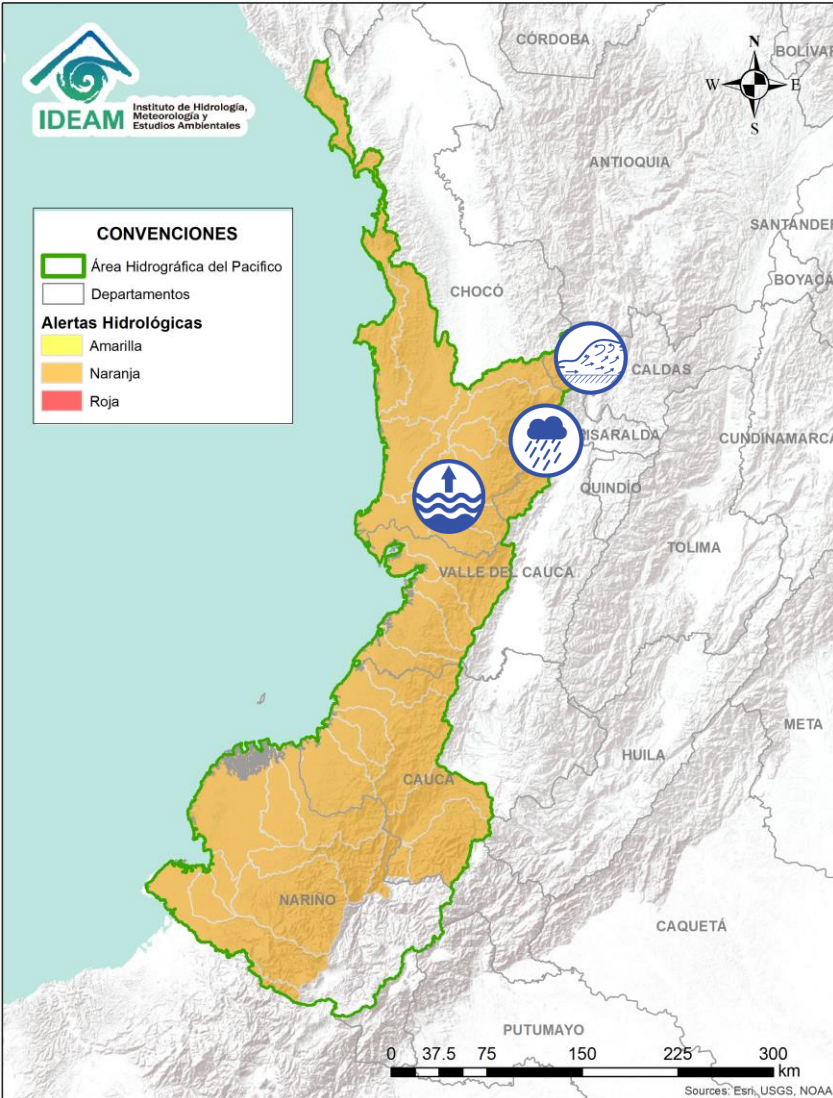 IDEAM
Instituto de Hidrología,
Meteorología y
Estudios Ambientales
N
W
E
S
CÓRDOBA
BOLÍVAR
ANTIOQUIA
SANTANDER
BOYACÁ
CONVENCIONES
Área Hidrográfica del Pacifico
Departamentos
Alertas Hidrológicas
Amarilla
Naranja
Roja
CHOCÓ
CALDAS
RISARALDA
CUNDINAMARCA
QUINDÍO
TOLIMA
VALLE DEL CAUCA
META
HUILA
CAUCA
NARIÑO
CAQUETÁ
PUTUMAYO
0 37.5 75 150 225 300
km
Sources: Esri, USGS, NOAA